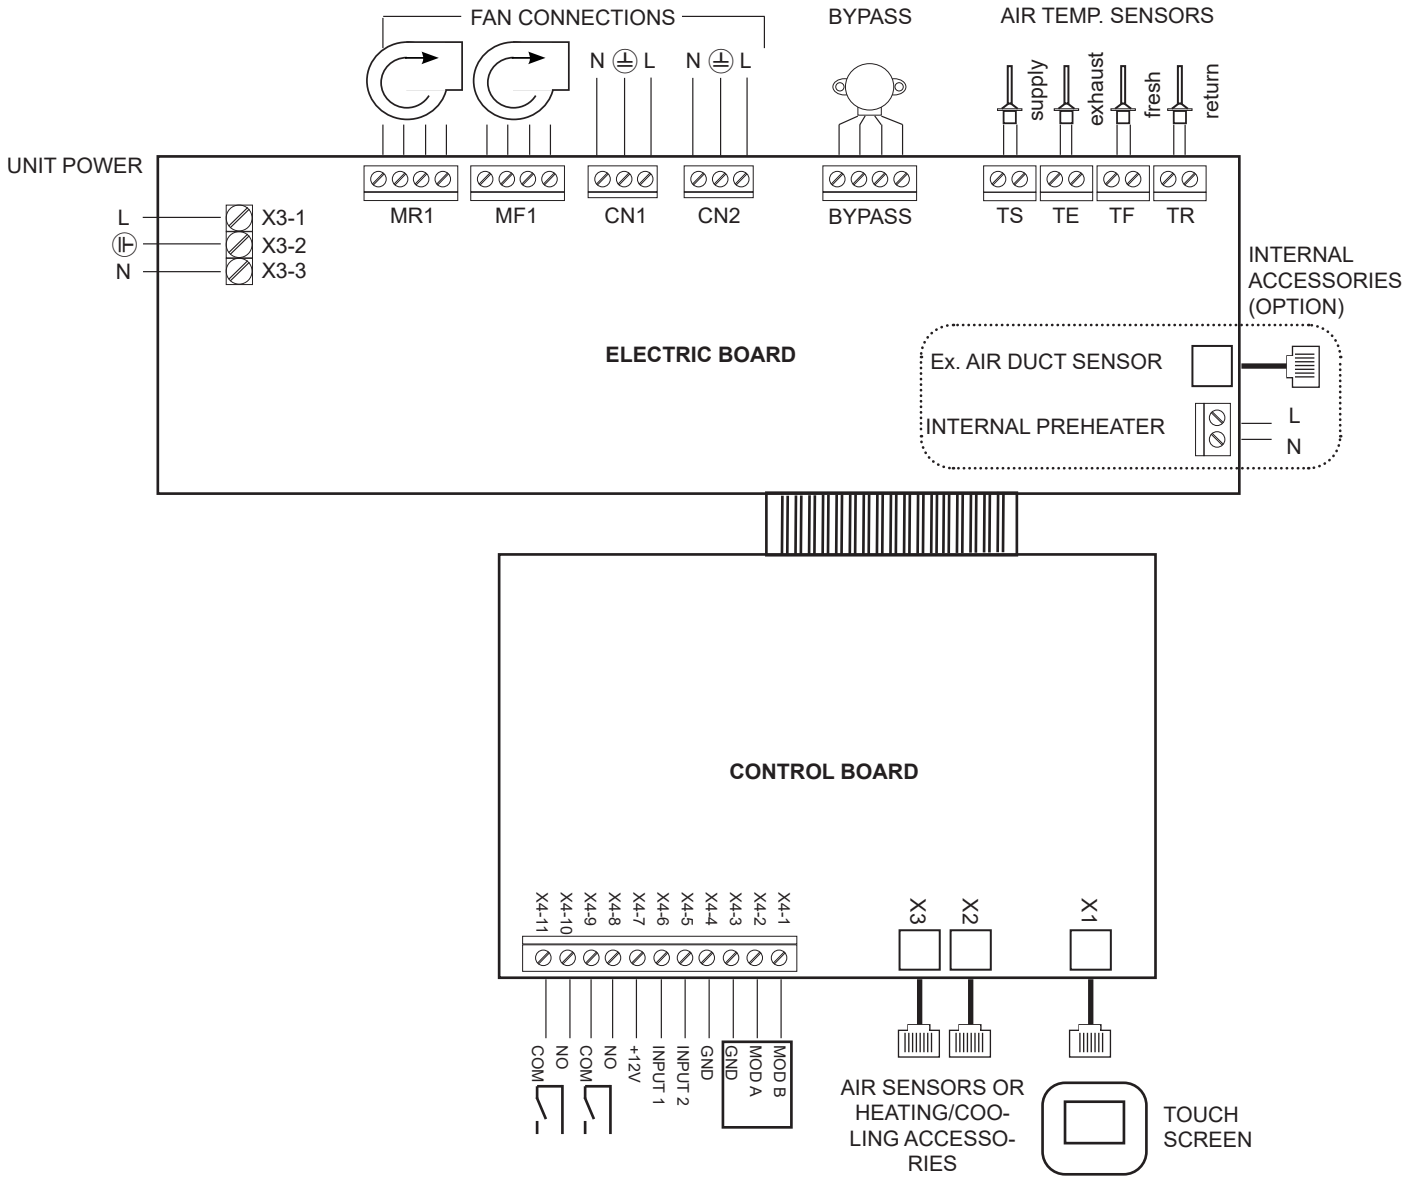 FAN CONNECTIONS
BYPASS
AIR TEMP. SENSORS
N L
N L
supply
exhaust
fresh
return
UNIT POWER
MR1
MF1
CN1
CN2
BYPASS
TS
TE
TF
TR
L
X3-1
X3-2
N
X3-3
INTERNAL
ACCESSORIES
(OPTION)
ELECTRIC BOARD
Ex. AIR DUCT SENSOR
INTERNAL PREHEATER
L
N
CONTROL BOARD
X4-11
X4-10
X4-9
X4-8
X4-7
X4-6
X4-5
X4-4
X4-3
X4-2
X4-1
X3
X2
X1
COM
NO
COM
NO
+12V
INPUT 1
INPUT 2
GND
GND
MOD A
MOD B
AIR SENSORS OR
HEATING/COO-
LING ACCESSO-
RIES
TOUCH
SCREEN